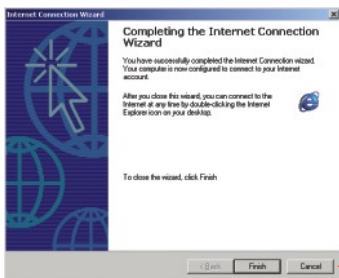 Internet Connection Wizard
Completing the Internet Connection
Wizard
You have successfully completed the Internet Connection wizard.
Your computer is now configured to connect to your Internet
account.
After you close this wizard, you can connect to the
Internet at any time by double-clicking the Internet
Explorer icon on your desktop.
To close the wizard, click Finish
< Back
Finish
Cancel